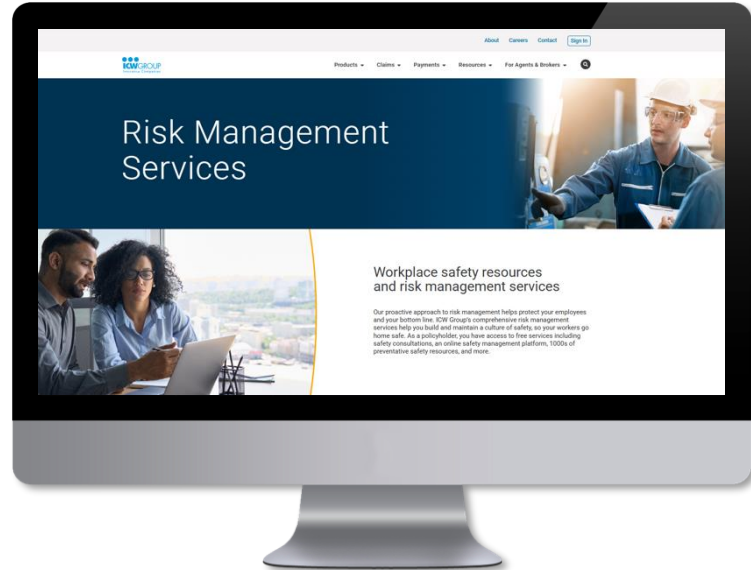 About Careers Contact Sign In
ICWGROUP
Insurance Companies
Products Claims Payments Resources For Agents & Brokers
Risk Management
Services
Workplace safety resources
and risk management services
Our proactive approach to risk management helps protect your employees
and your bottom line. ICW Group's comprehensive risk management
services help you build and maintain a culture of safety, so your workers go
home safe. As a policyholder, you have access to free services including
safety consultations, an online safety management platform, 1000s of
preventative safety resources, and more.